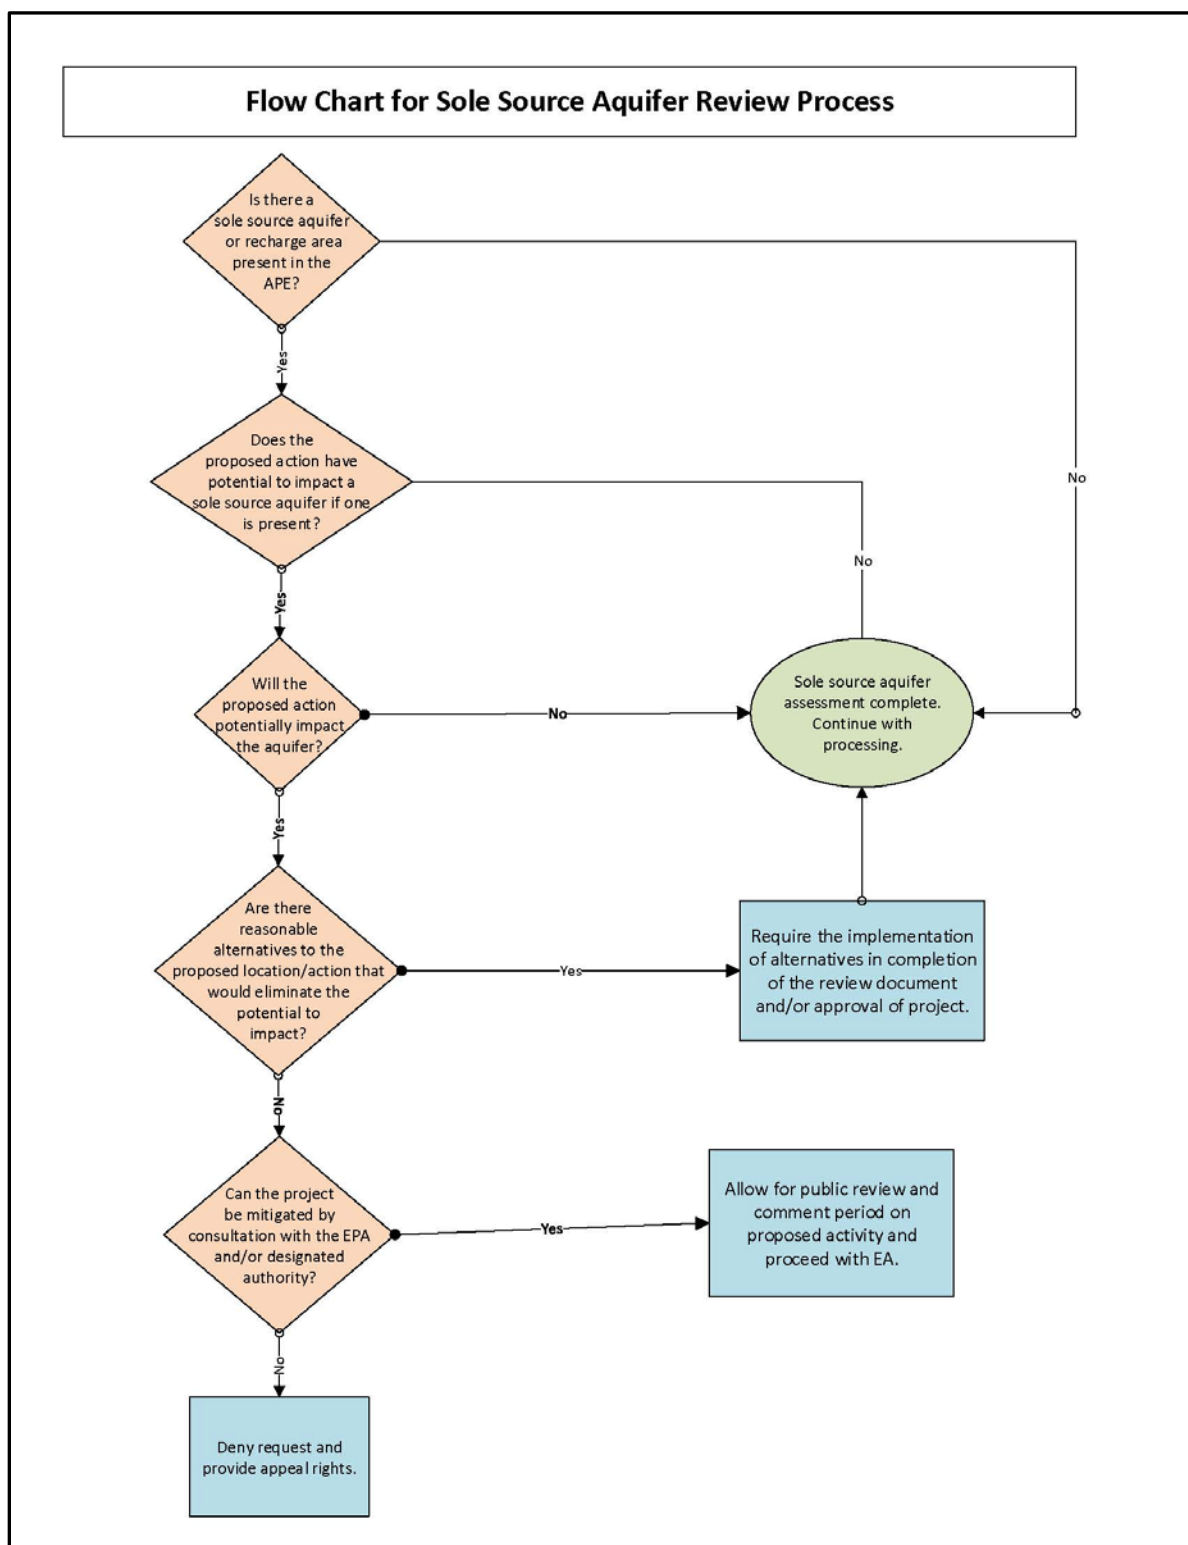 Flow Chart for Sole Source Aquifer Review Process
Is there a
sole source aquifer
or recharge area
present in the
APE?
Yes
No
Does the
proposed action have
potential to impact a
sole source aquifer if one
is present?
No
Yes
Will the
proposed action
potentially impact
the aquifer?
No
Sole source aquifer
assessment complete.
Continue with
processing.
Yes
Are there
reasonable
alternatives to the
proposed location/action that
would eliminate the
potential to
impact?
Yes
Require the implementation
of alternatives in completion
of the review document
and/or approval of project.
No
Can the project
be mitigated by
consultation with the EPA
and/or designated
authority?
Yes
Allow for public review and
comment period on
proposed activity and
proceed with EA.
No
Deny request and
provide appeal rights.